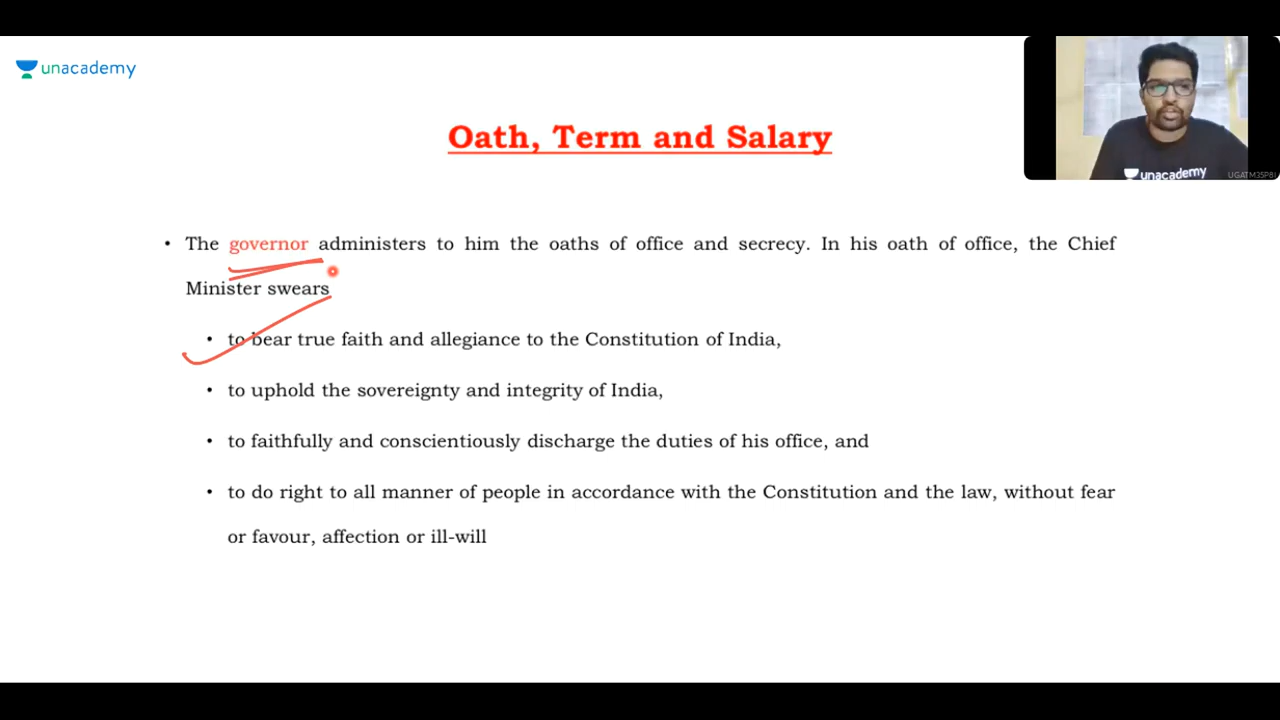 unacademy
Oath, Term and Salary
unacademy
UGATM35P8I
• The governor administers to him the oaths of office and secrecy. In his oath of office, the Chief
Minister swears
• to bear true faith and allegiance to the Constitution of India,
• to uphold the sovereignty and integrity of India,
• to faithfully and conscientiously discharge the duties of his office, and
• to do right to all manner of people in accordance with the Constitution and the law, without fear
or favour, affection or ill-will